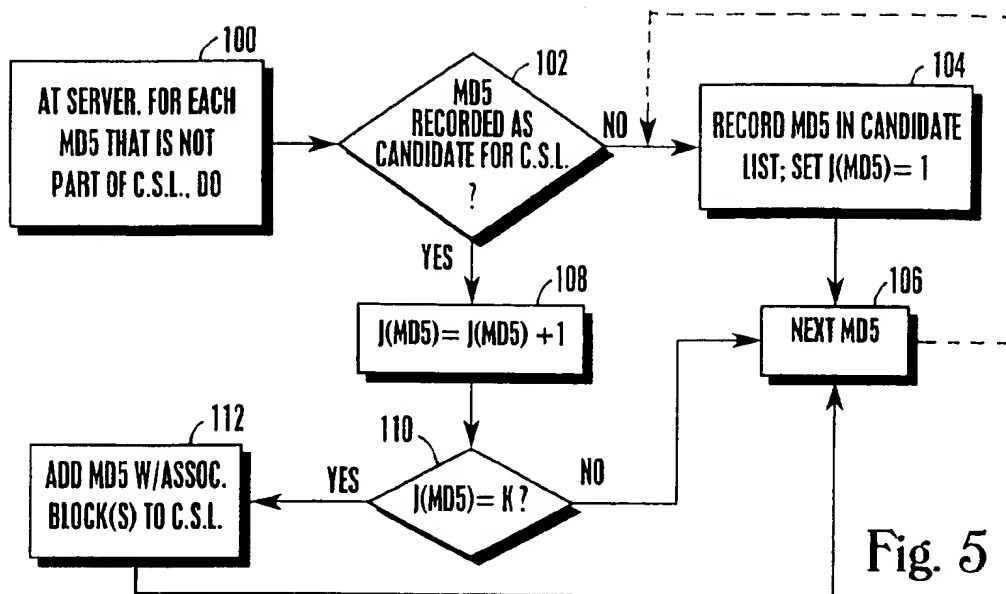 100
AT SERVER. FOR EACH
MD5 THAT IS NOT
PART OF C.S.L., DO
102
MD5
RECORDED AS
CANDIDATE FOR C.S.L.
?
NO
104
RECORD MD5 IN CANDIDATE
LIST; SET J(MD5)= 1
YES
108
J(MD5)= J(MD5) +1
106
NEXT MD5
110
J(MD5)= K?
YES
NO
112
ADD MD5 W/ASSOC.
BLOCK(S) TO C.S.L.
Fig. 5